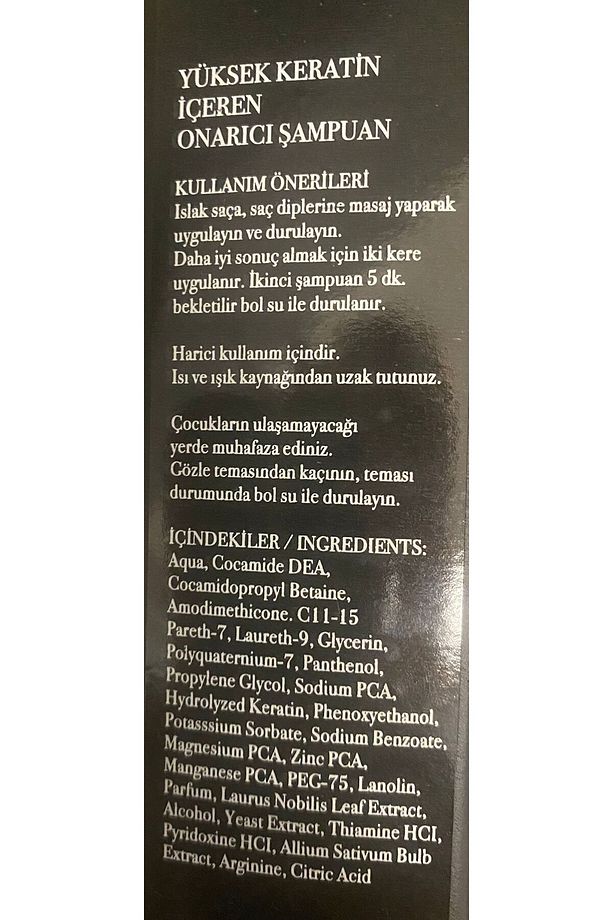 YÜKSEK KERATİN
İÇEREN
ONARICI ŞAMPUAN
KULLANIM ÖNERİLERİ
Islak saça, saç diplerine masaj yaparak
uygulayın ve durulayın.
Daha iyi sonuç almak için iki kere
uygulanır. İkinci şampuan 5 dk.
bekletilir bol su ile durulanır.
Harici kullanım içindir.
Isı ve ışık kaynağından uzak tutunuz.
Çocukların ulaşamayacağı
yerde muhafaza ediniz.
Gözle temasından kaçının, teması
durumunda bol su ile durulayın.
İÇİNDEKİLER / INGREDIENTS:
Aqua, Cocamide DEA,
Cocamidopropyl Betaine,
Amodimethicone. C11-15
Pareth-7, Laureth-9, Glycerin,
Polyquaternium-7, Panthenol,
Propylene Glycol, Sodium PCA,
Hydrolyzed Keratin, Phenoxyethanol,
Potasssium Sorbate, Sodium Benzoate,
Magnesium PCA, Zinc PCA,
Manganese PCA, PEG-75, Lanolin,
Parfum, Laurus Nobilis Leaf Extract,
Alcohol, Yeast Extract, Thiamine HCI,
Pyridoxine HCI, Allium Sativum Bulb
Extract, Arginine, Citric Acid